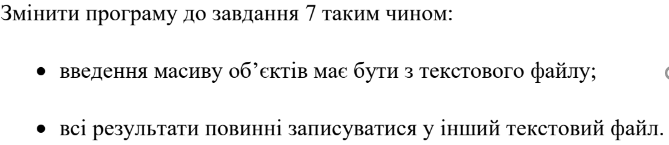 Змінити програму до завдання 7 таким чином:
• введення масиву об’єктів має бути з текстового файлу;
• всі результати повинні записуватися у інший текстовий файл.